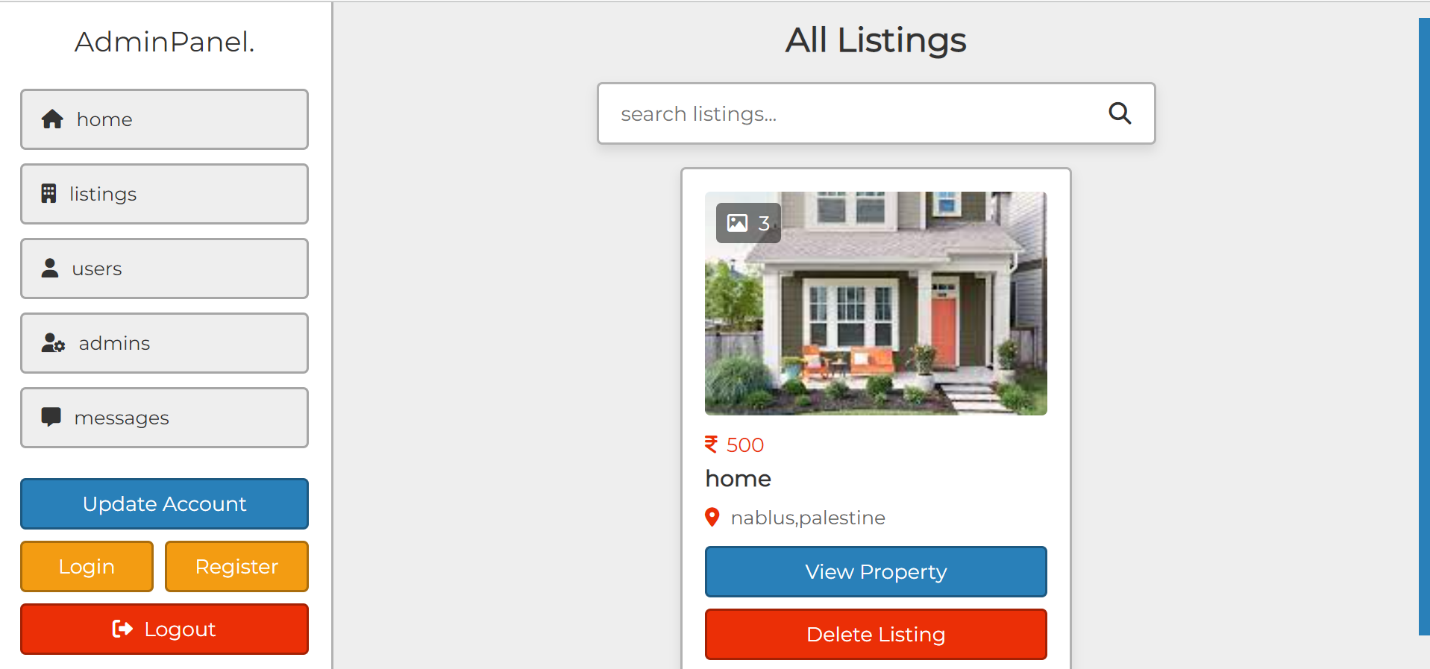 AdminPanel.
home
listings
users
admins
messages
Update Account
Login
Register
Logout
All Listings
search listings...
3
₹ 500
home
nablus,palestine
View Property
Delete Listing